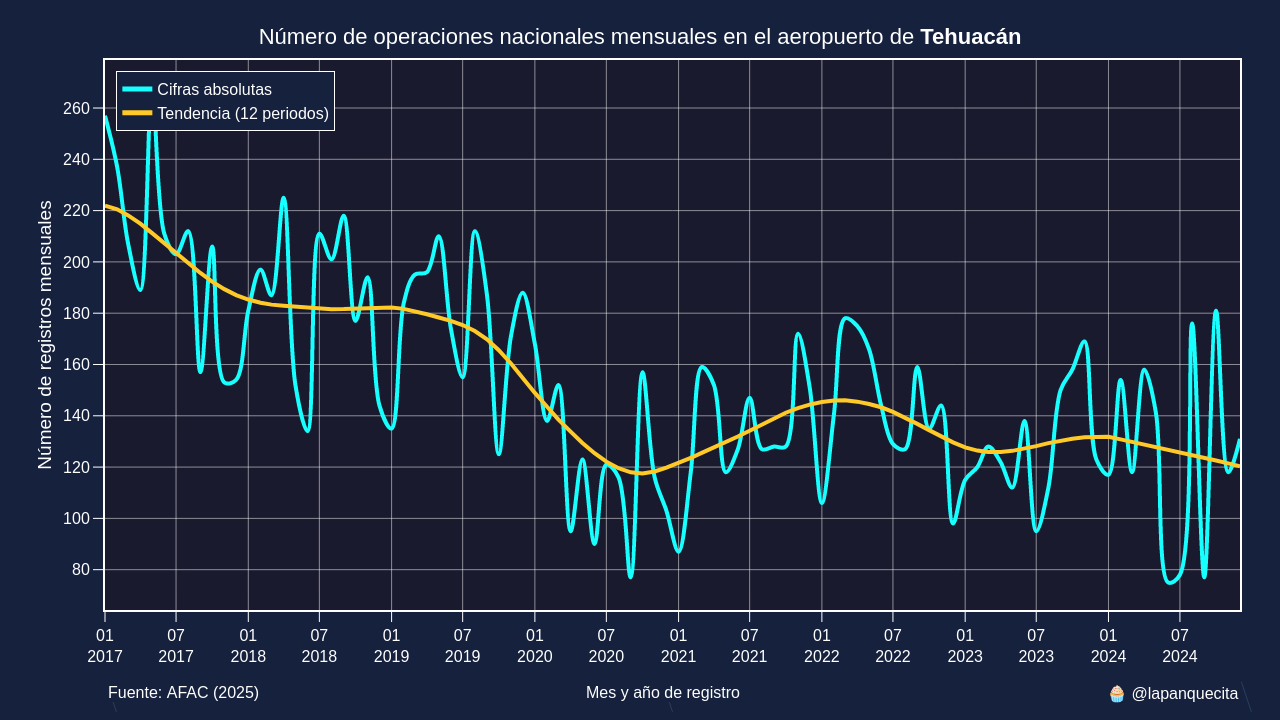 Número de operaciones nacionales mensuales en el aeropuerto de Tehuacán
Cifras absolutas
Tendencia (12 periodos)
Número de registros mensuales
260
240
220
200
180
160
140
120
100
80
01 07 01 07 01 07 01 07 01 07 01 07 01 07 01 07
2017 2017 2018 2018 2019 2019 2020 2020 2021 2021 2022 2022 2023 2023 2024 2024
Fuente: AFAC (2025) Mes y año de registro 🧁 @lapanquecita